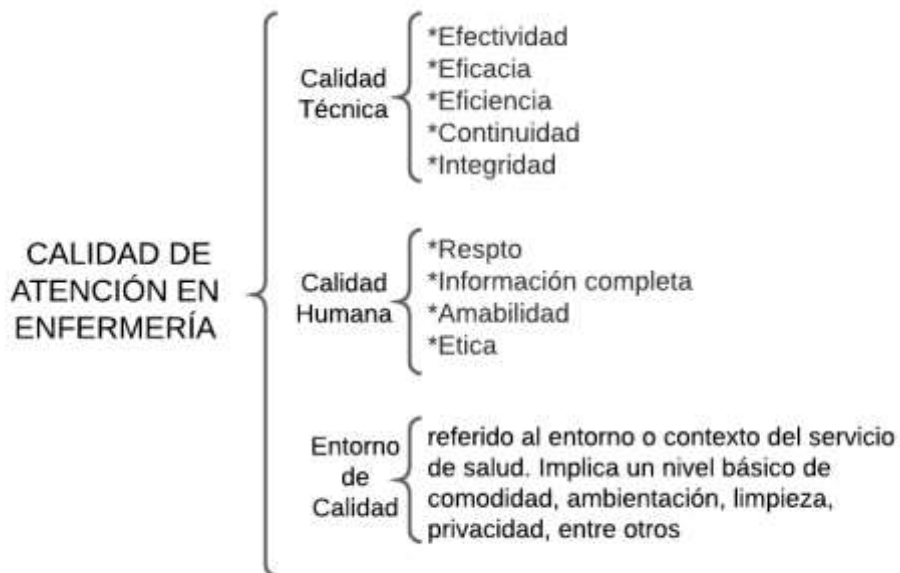 CALIDAD DE
ATENCIÓN EN
ENFERMERÍA
Calidad
Técnica
*Efectividad
*Eficacia
*Eficiencia
*Continuidad
*Integridad
Calidad
Humana
*Respto
*Información completa
*Amabilidad
*Etica
Entorno
de
Calidad
referido al entorno o contexto del servicio
de salud. Implica un nivel básico de
comodidad, ambientación, limpieza,
privacidad, entre otros